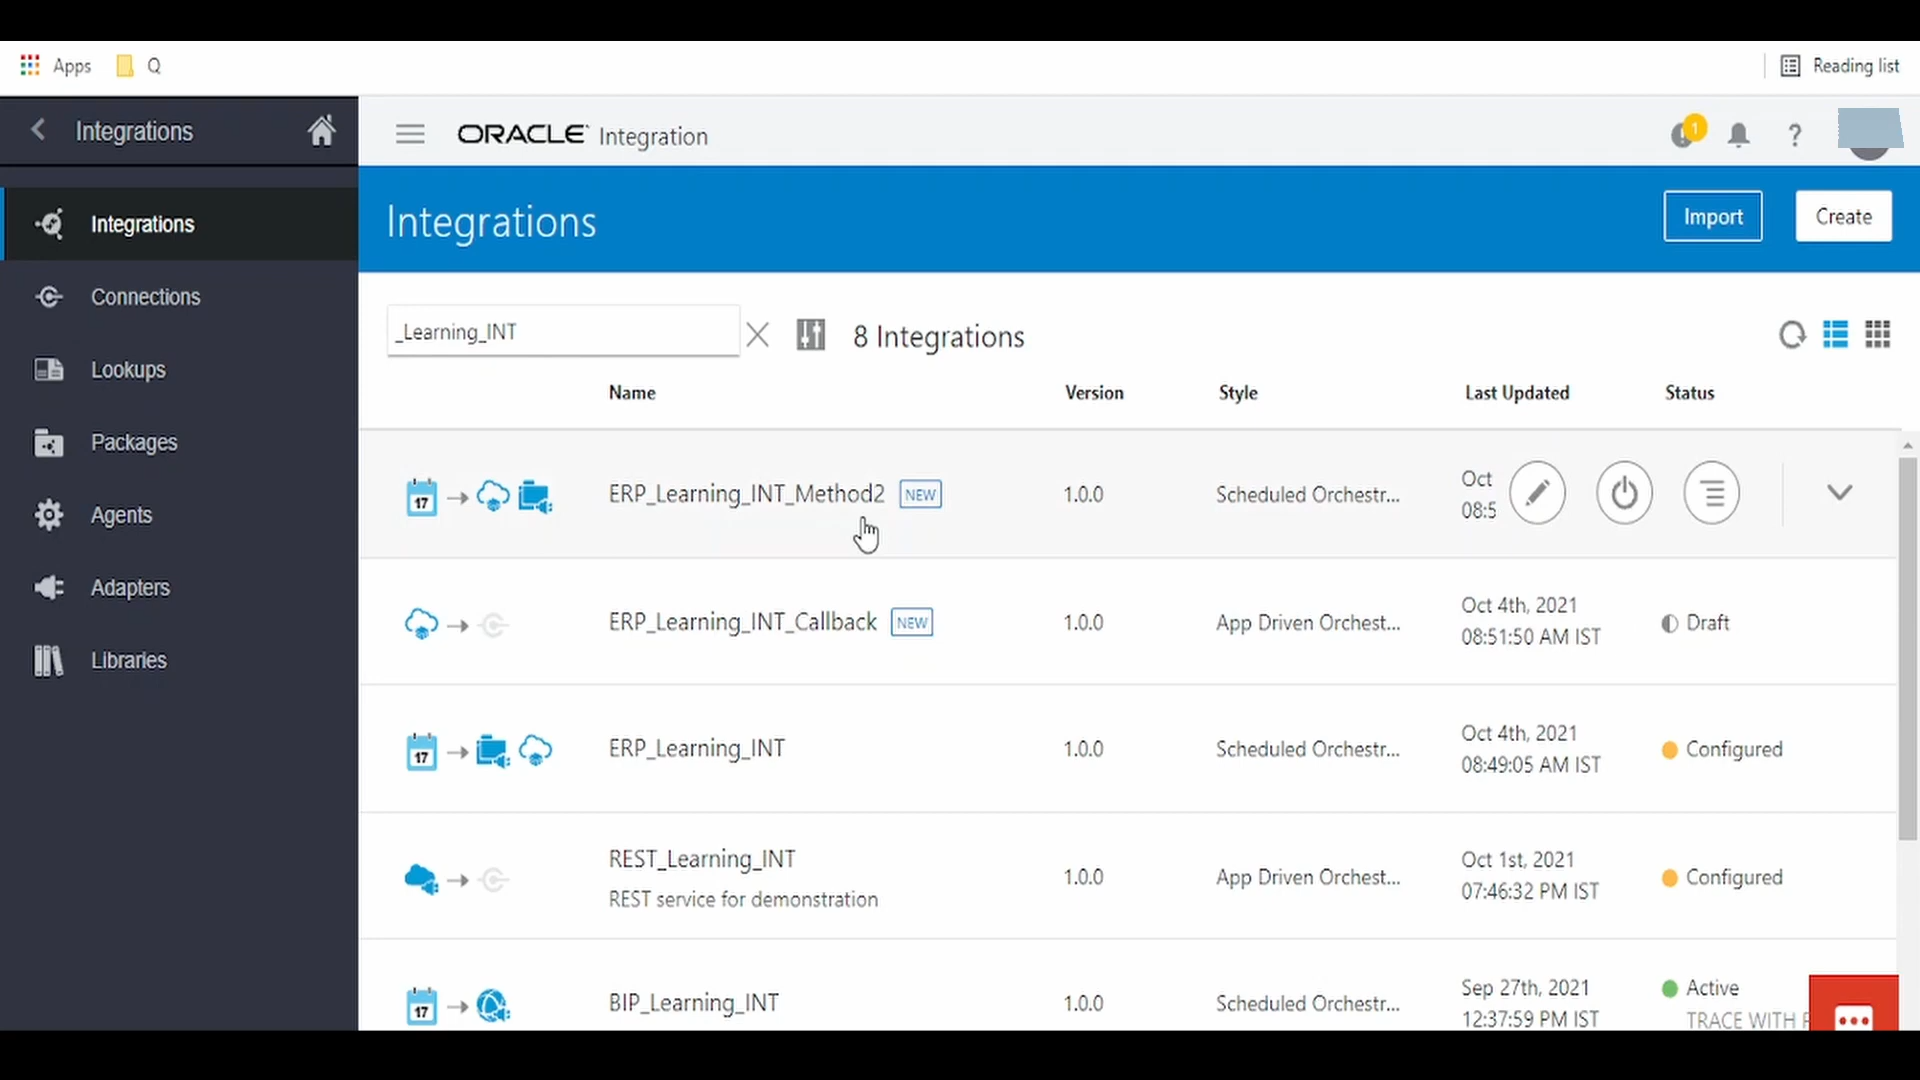 Apps Q Reading list
Integrations
ORACLE Integration
1
?
Integrations
Connections
Lookups
Packages
Agents
Adapters
Libraries
Integrations
Import Create
_Learning_INT
8 Integrations
Name Version Style Last Updated Status
17 ERP_Learning_INT_Method2 NEW 1.0.0 Scheduled Orchestr... Oct
08:5
ERP_Learning_INT_Callback NEW 1.0.0 App Driven Orchest... Oct 4th, 2021
08:51:50 AM IST
Draft
17 ERP_Learning_INT 1.0.0 Scheduled Orchestr... Oct 4th, 2021
08:49:05 AM IST
Configured
REST_Learning_INT
REST service for demonstration
1.0.0 App Driven Orchest... Oct 1st, 2021
07:46:32 PM IST
Configured
17 BIP_Learning_INT 1.0.0 Scheduled Orchestr... Sep 27th, 2021
12:37:59 PM IST
Active
TRACE WITH